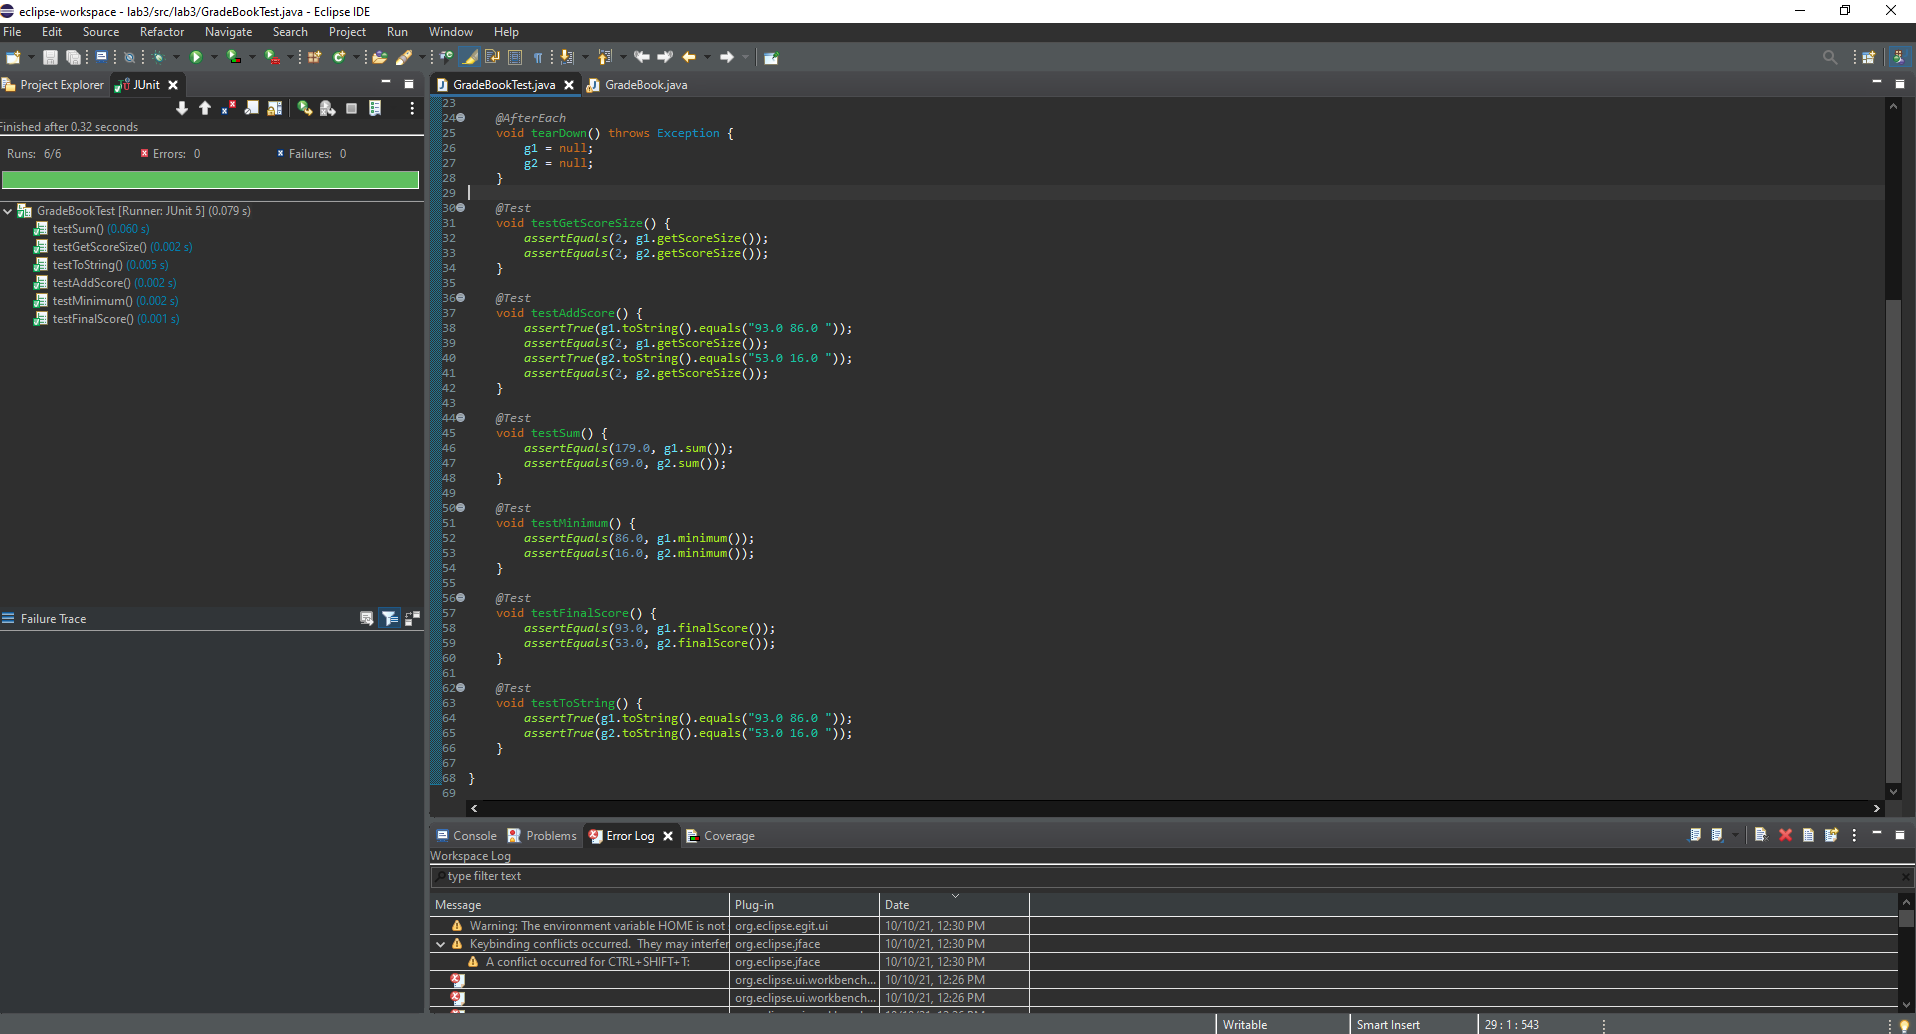 eclipse-workspace - lab3/src/lab3/GradeBookTest.java - Eclipse IDE
File Edit Source Refactor Navigate Search Project Run Window Help
Project Explorer JUnit
Finished after 0.32 seconds
Runs: 6/6 Errors: 0 Failures: 0
GradeBookTest [Runner: JUnit 5] (0.079 s)
testSum() (0.060 s)
testGetScoreSize() (0.002 s)
testToString() (0.005 s)
testAddScore() (0.002 s)
testMinimum() (0.002 s)
testFinalScore() (0.001 s)
Failure Trace
GradeBookTest.java GradeBook.java
23
24 @AfterEach
25 void tearDown() throws Exception {
26 g1 = null;
27 g2 = null;
28 }
29
30 @Test
31 void testGetScoreSize() {
32 assertEquals(2, g1.getScoreSize());
33 assertEquals(2, g2.getScoreSize());
34 }
35
36 @Test
37 void testAddScore() {
38 assertTrue(g1.toString().equals("93.0 86.0 "));
39 assertEquals(2, g1.getScoreSize());
40 assertTrue(g2.toString().equals("53.0 16.0 "));
41 assertEquals(2, g2.getScoreSize());
42 }
43
44 @Test
45 void testSum() {
46 assertEquals(179.0, g1.sum());
47 assertEquals(69.0, g2.sum());
48 }
49
50 @Test
51 void testMinimum() {
52 assertEquals(86.0, g1.minimum());
53 assertEquals(16.0, g2.minimum());
54 }
55
56 @Test
57 void testFinalScore() {
58 assertEquals(93.0, g1.finalScore());
59 assertEquals(53.0, g2.finalScore());
60 }
61
62 @Test
63 void testToString() {
64 assertTrue(g1.toString().equals("93.0 86.0 "));
65 assertTrue(g2.toString().equals("53.0 16.0 "));
66 }
67
68 }
69
Console Problems Error Log Coverage
Workspace Log
type filter text
Message Plug-in Date
Warning: The environment variable HOME is not org.eclipse.egit.ui 10/10/21, 12:30 PM
Keybinding conflicts occurred. They may interfer org.eclipse.jface 10/10/21, 12:30 PM
A conflict occurred for CTRL+SHIFT+T: org.eclipse.jface 10/10/21, 12:30 PM
org.eclipse.ui.workbench... 10/10/21, 12:26 PM
org.eclipse.ui.workbench... 10/10/21, 12:26 PM
Writable Smart Insert 29 : 1 : 543